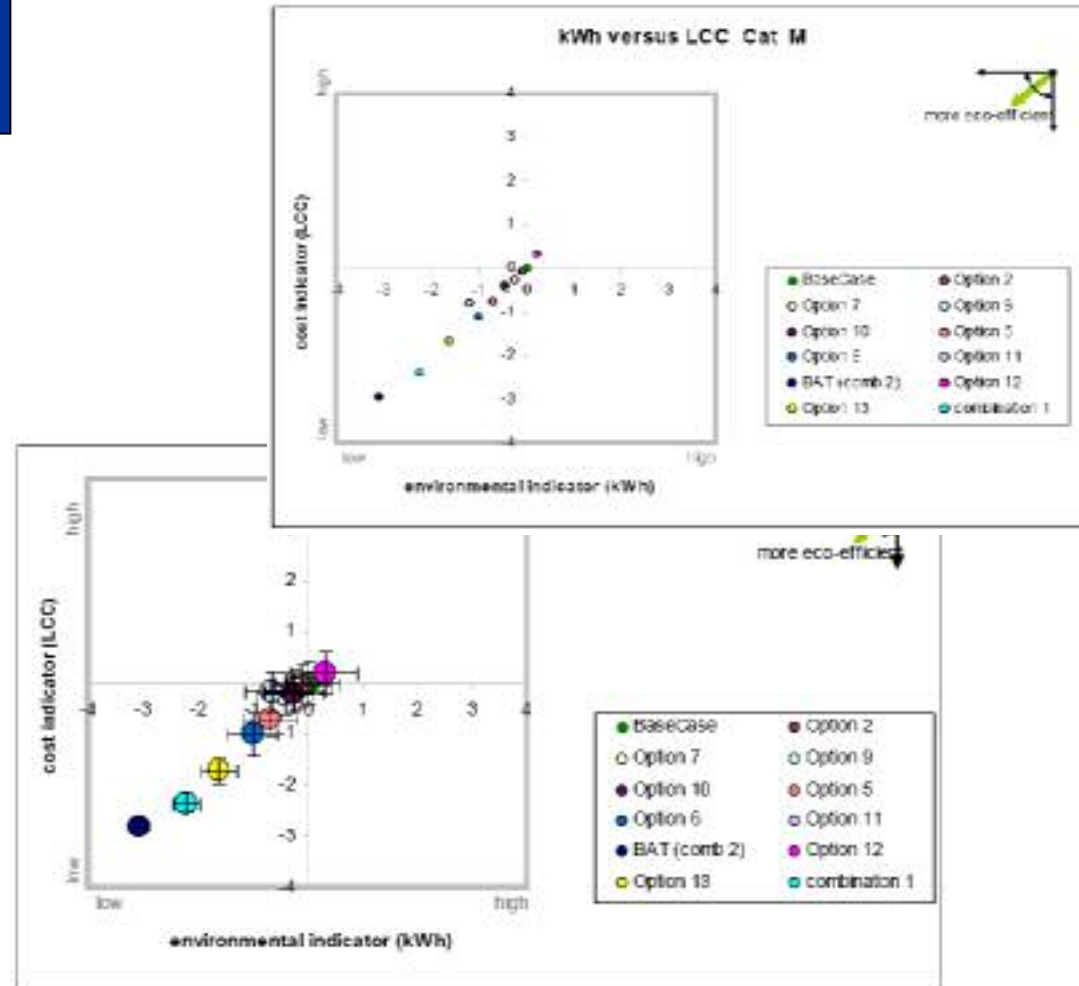 kWh versus LCC Cat M
more eco-efficient
high
cost indicator (LCC)
low
4
3
2
1
0
-1
-2
-3
-4
-3 -2 -1 0 1 2 3 4
low high
environmental indicator (kWh)
BaseCase Option 2
Option 7 Option 9
Option 10 Option 5
Option 6 Option 11
BAT (comb 2) Option 12
Option 13 combination 1
more eco-efficient
high
cost indicator (LCC)
low
2
1
-4 -3 -2 0 1 2 3 4
-1
-2
-3
-4
low high
environmental indicator (kWh)
BaseCase Option 2
Option 7 Option 9
Option 10 Option 5
Option 6 Option 11
BAT (comb 2) Option 12
Option 13 combination 1